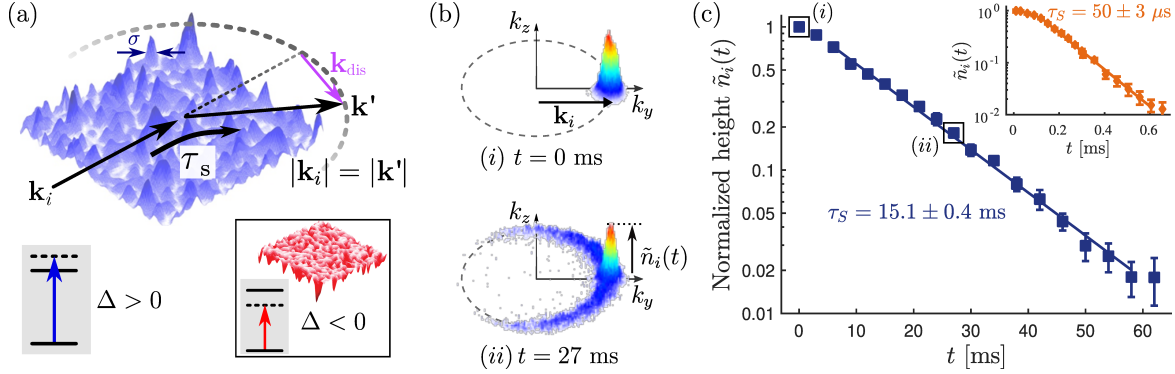 (a)
σ
k_dis
k'
τ_s
k_i
|k_i| = |k'|
Δ > 0
Δ < 0
(b)
k_z
k_y
k_i
(i) t = 0 ms
k_z
ñ_i(t)
k_y
(ii) t = 27 ms
(c)
Normalized height ñ_i(t)
1
0.5
0.2
0.1
0.05
0.02
0.01
(i)
(ii)
τ_S = 15.1 ± 0.4 ms
0
10
20
30
40
50
60
t [ms]
τ_S = 50 ± 3 μs
ñ_i(t)
10^0
10^-1
10^-2
0
0.2
0.4
0.6
t [ms]